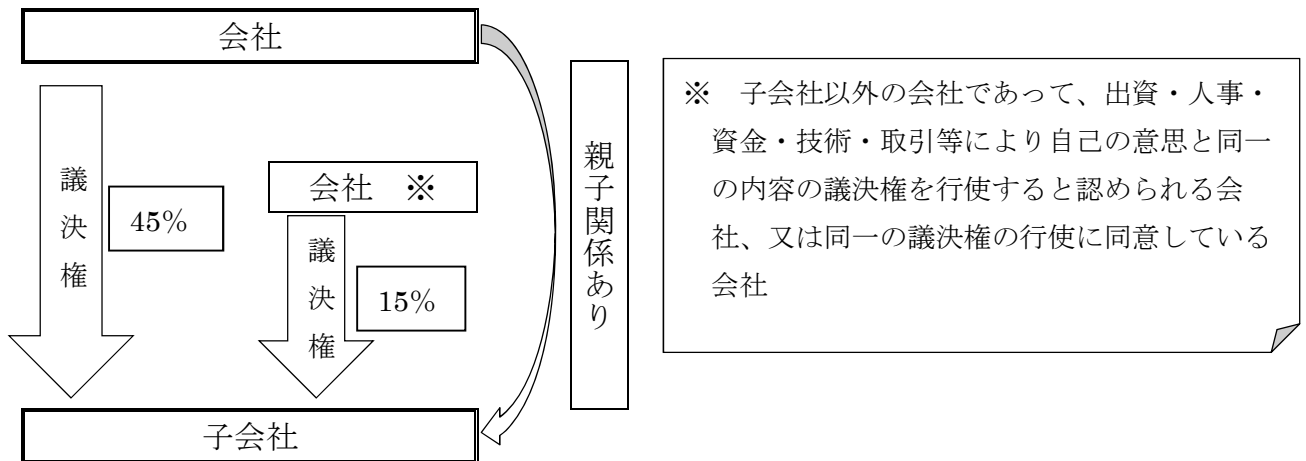 会社
議決権
45%
会社　※
議決権
15%
親子関係あり
子会社
※　子会社以外の会社であって、出資・人事・
資金・技術・取引等により自己の意思と同一
の内容の議決権を行使すると認められる会
社、又は同一の議決権の行使に同意している
会社